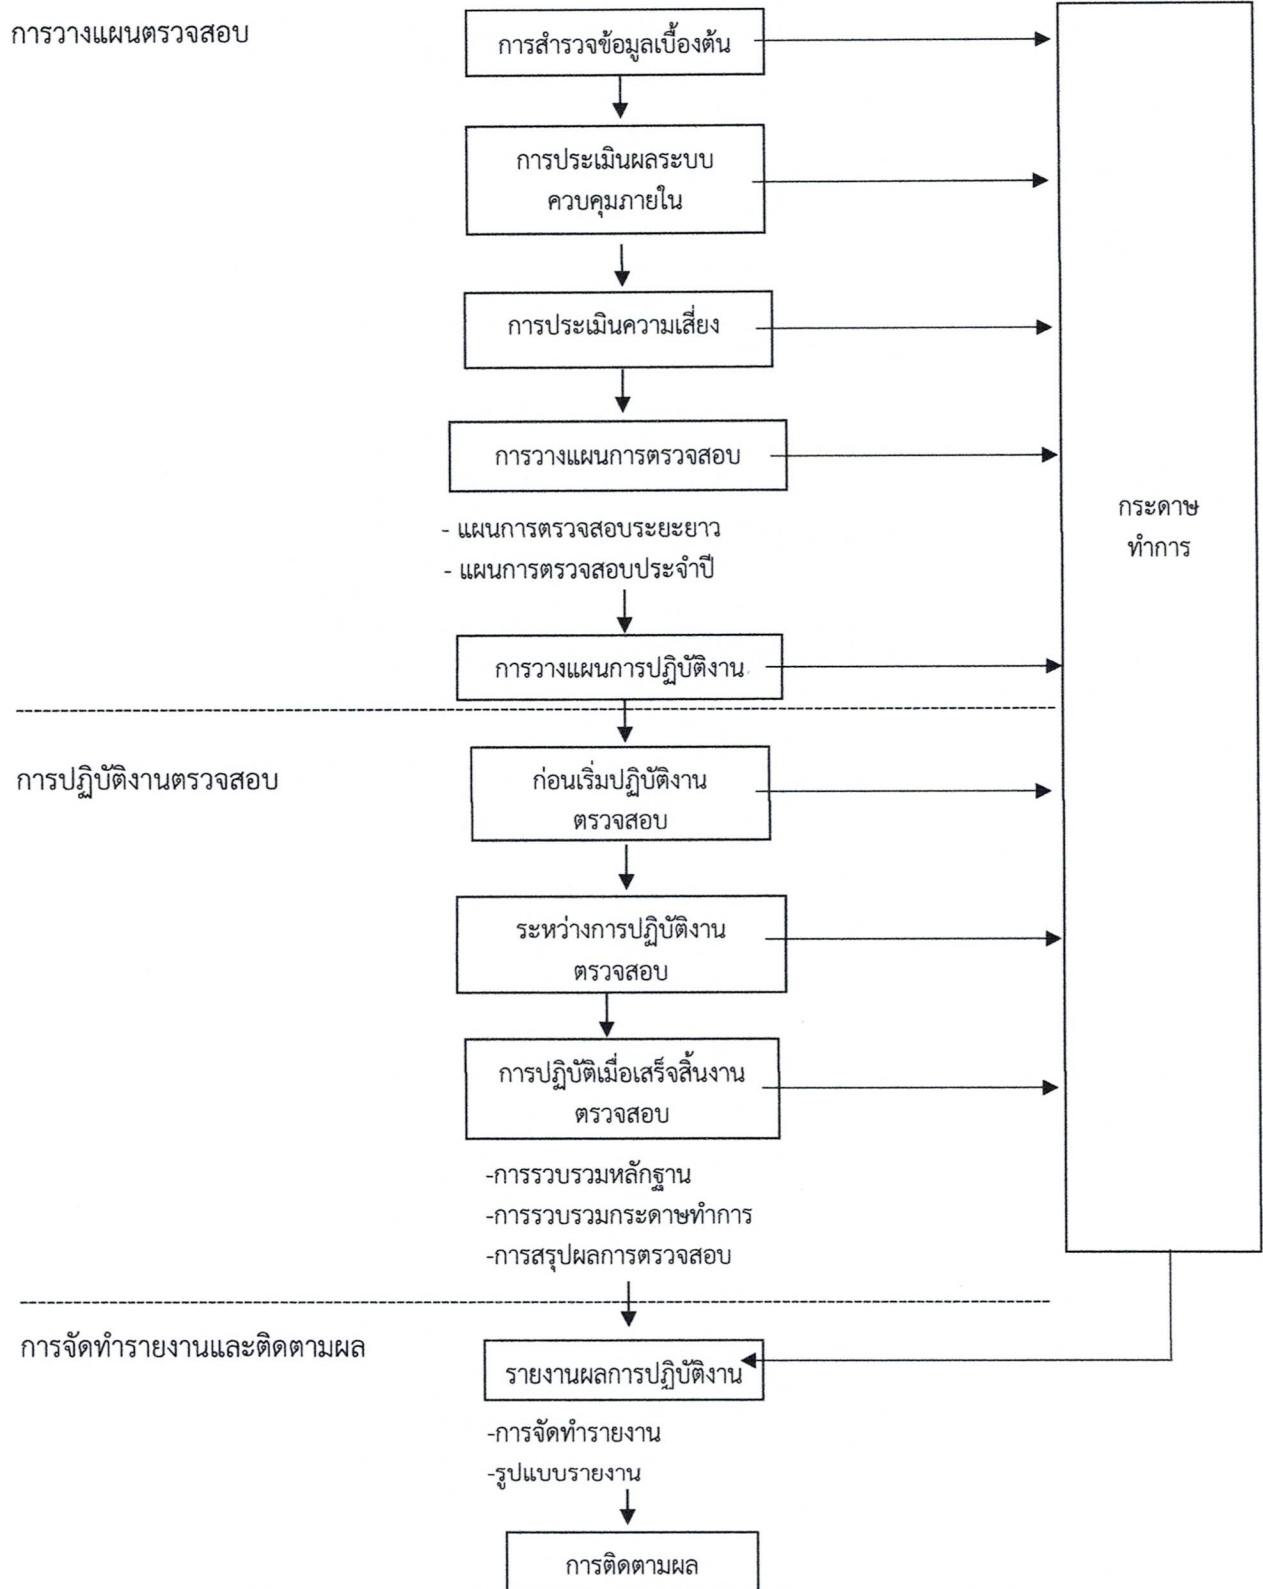 การวางแผนตรวจสอบ
การสำรวจข้อมูลเบื้องต้น
การประเมินผลระบบ
ควบคุมภายใน
การประเมินความเสี่ยง
การวางแผนการตรวจสอบ
- แผนการตรวจสอบระยะยาว
- แผนการตรวจสอบประจำปี
กระดาษ
ทำการ
การวางแผนการปฏิบัติงาน
การปฏิบัติงานตรวจสอบ
ก่อนเริ่มปฏิบัติงาน
ตรวจสอบ
ระหว่างการปฏิบัติงาน
ตรวจสอบ
การปฏิบัติเมื่อเสร็จสิ้นงาน
ตรวจสอบ
-การรวบรวมหลักฐาน
-การรวบรวมกระดาษทำการ
-การสรุปผลการตรวจสอบ
การจัดทำรายงานและติดตามผล
รายงานผลการปฏิบัติงาน
-การจัดทำรายงาน
-รูปแบบรายงาน
การติดตามผล